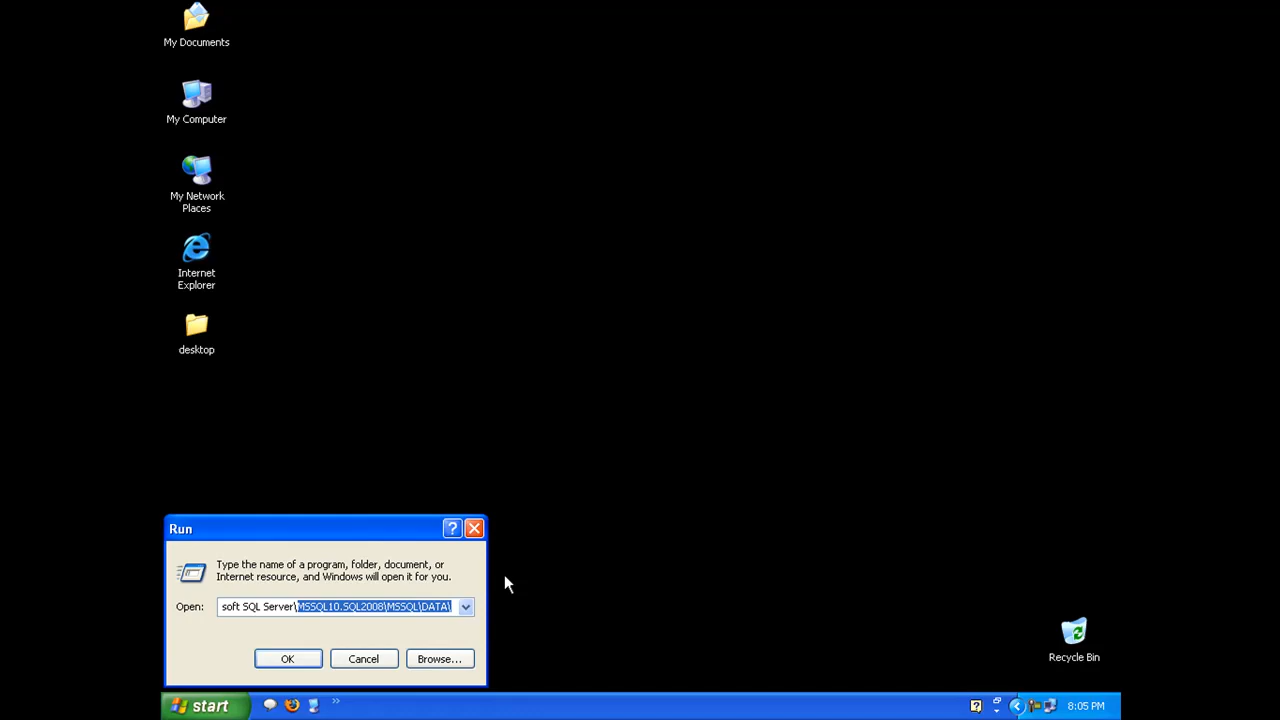 My Documents
My Computer
My Network
Places
Internet
Explorer
desktop
Run
Type the name of a program, folder, document, or
Internet resource, and Windows will open it for you.
Open:
soft SQL Server\MSSQL10.SQL2008\MSSQL\DATA\
OK
Cancel
Browse...
Recycle Bin
start
8:05 PM